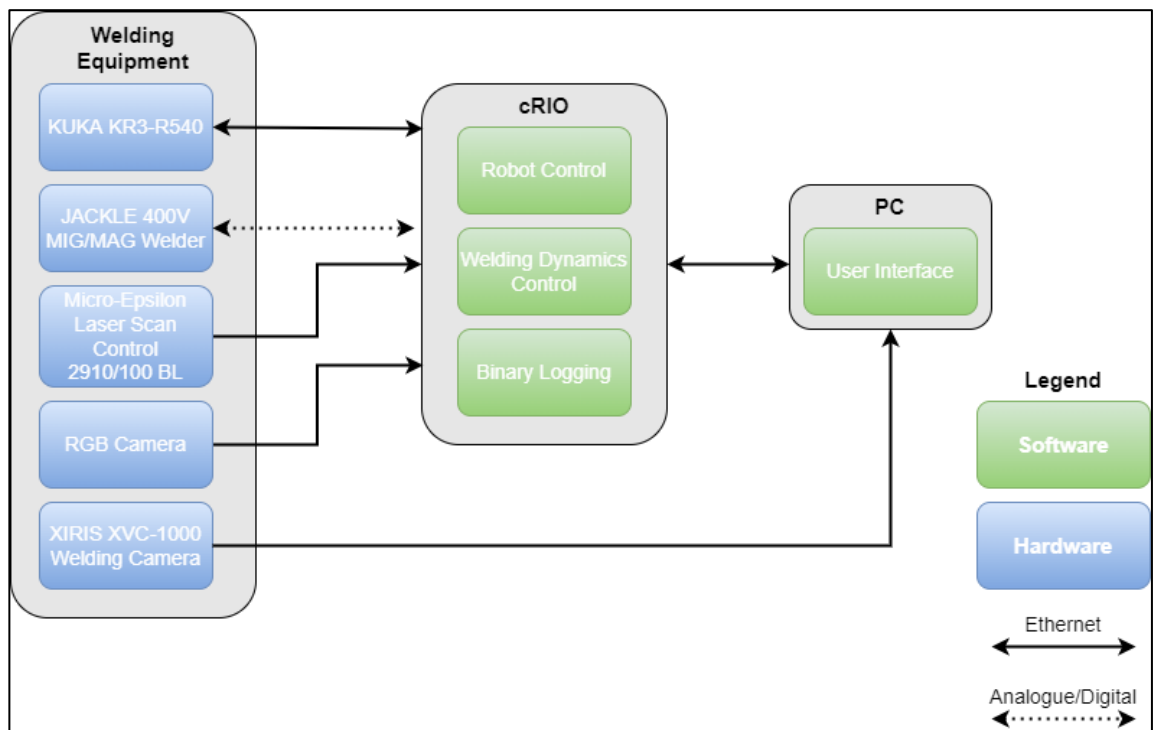 Welding
Equipment
KUKA KR3-R540
JACKLE 400V
MIG/MAG Welder
Micro-Epsilon
Laser Scan
Control
2910/100 BL
RGB Camera
XIRIS XVC-1000
Welding Camera
cRIO
Robot Control
Welding Dynamics
Control
Binary Logging
PC
User Interface
Legend
Software
Hardware
Ethernet
Analogue/Digital